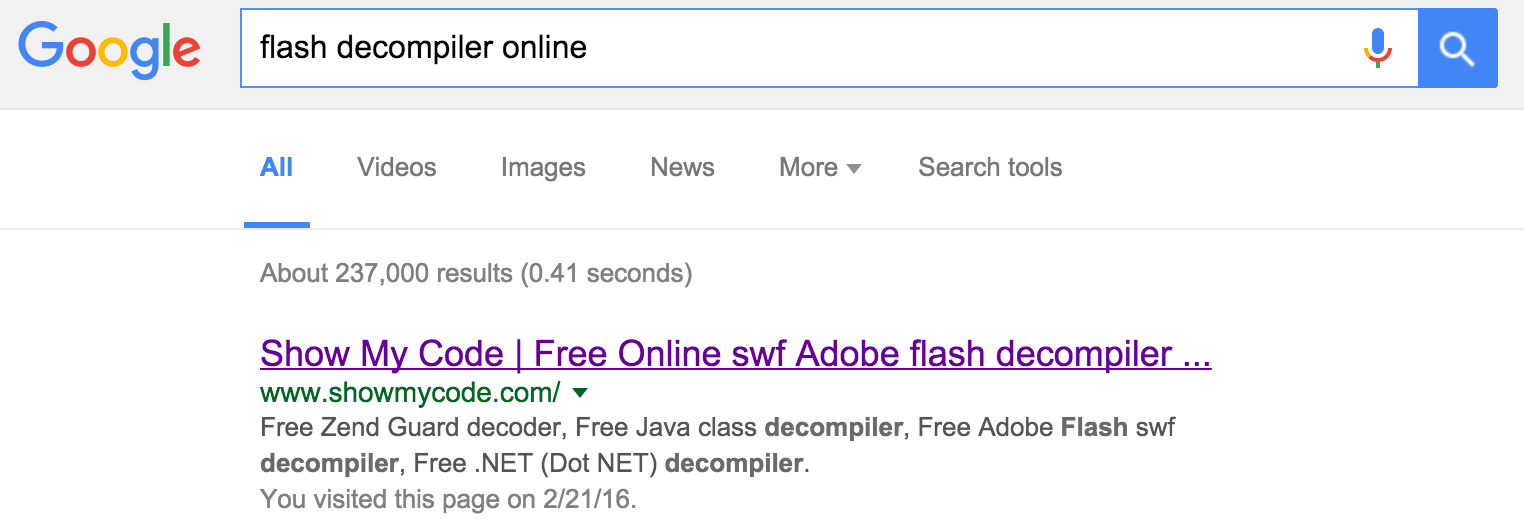 Google
flash decompiler online
All Videos Images News More Search tools
About 237,000 results (0.41 seconds)
Show My Code | Free Online swf Adobe flash decompiler ...
www.showmycode.com/
Free Zend Guard decoder, Free Java class decompiler, Free Adobe Flash swf
decompiler, Free .NET (Dot NET) decompiler.
You visited this page on 2/21/16.